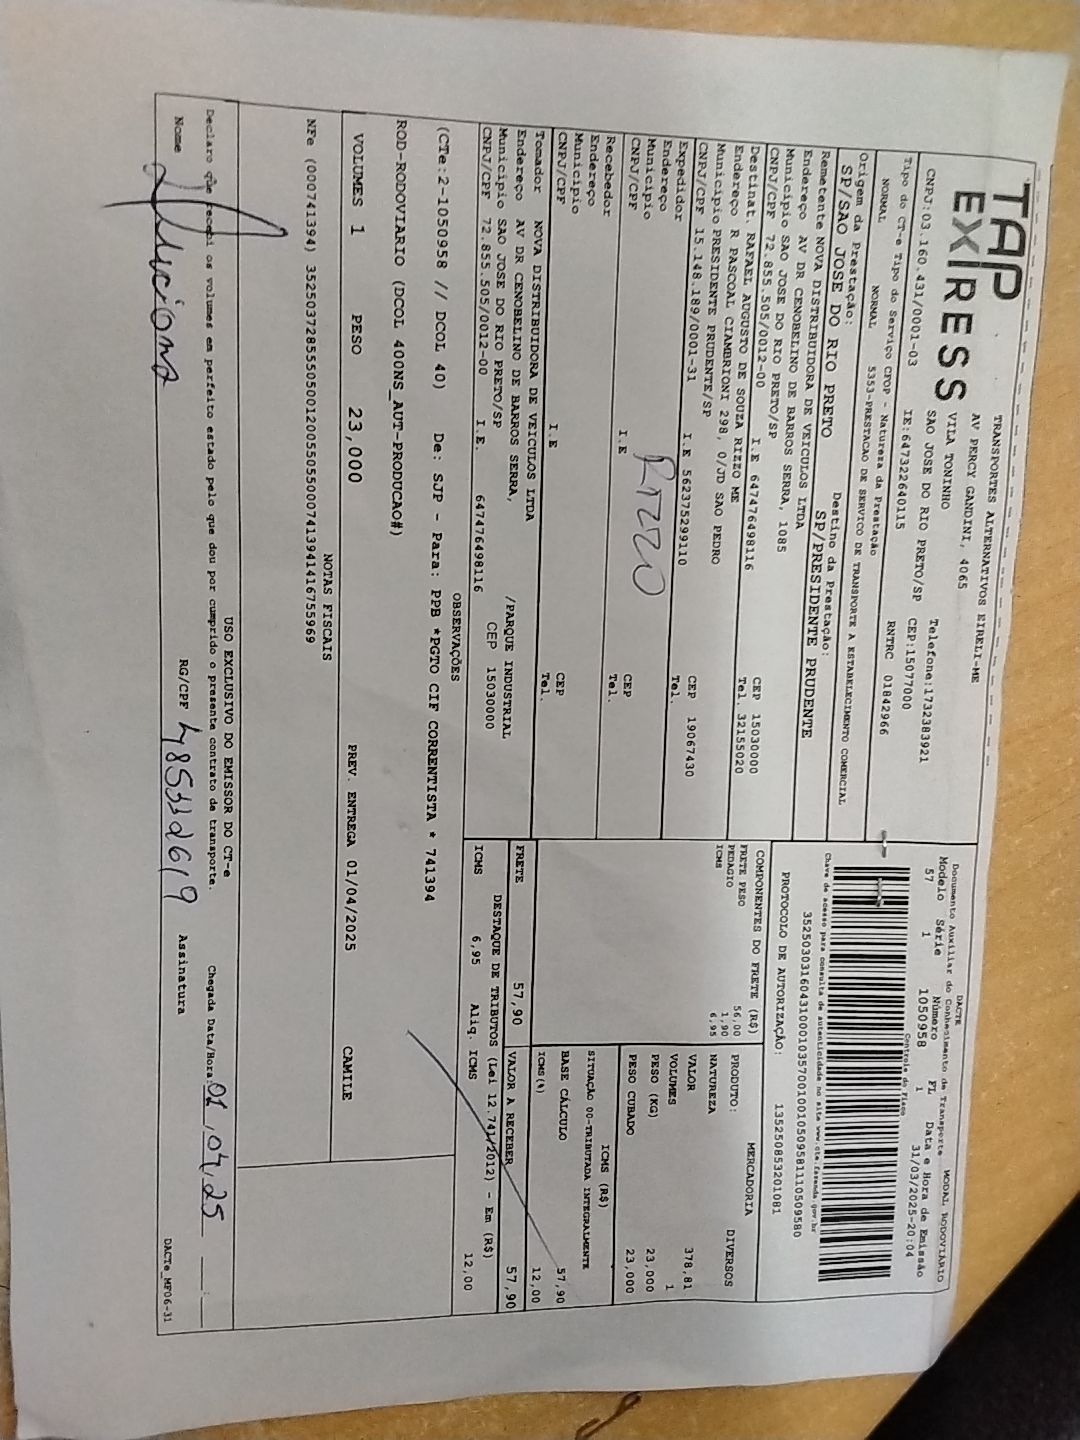 TAP EXPRESS
TRANSPORTES ALTERNATIVOS EIRELI-ME
AV PERCY GANDINI, 4065
VILA TONINHO
SAO JOSE DO RIO PRETO/SP
Telefone:1732383921
CEP:15077000
CNPJ:03.160.431/0001-03
IE:647322640115
RNTRC 01842966
Tipo do CT-e Tipo do Serviço CFOP - Natureza da Prestação
NORMAL NORMAL 5353-PRESTACAO DE SERVICO DE TRANSPORTE A ESTABELECIMENTO COMERCIAL
Origem da Prestação: Destino da Prestação:
SP/SAO JOSE DO RIO PRETO SP/PRESIDENTE PRUDENTE
DACTE
Documento Auxiliar do Conhecimento de Transporte MODAL RODOVIÁRIO
Modelo Série Número FL Data e Hora de Emissão
57 1 1050958 1 31/03/2025-20:04
Controle do Fisco
Chave de acesso para consulta de autenticidade no site www.cte.fazenda.gov.br
35250303160431000103570010010509581110509580
PROTOCOLO DE AUTORIZAÇÃO: 135250853201081
Remetente NOVA DISTRIBUIDORA DE VEICULOS LTDA
Endereço AV DR CENOBELINO DE BARROS SERRA, 1085
Município SAO JOSE DO RIO PRETO/SP CEP 15030000
CNPJ/CPF 72.855.505/0012-00 I.E 647476498116 Tel. 32155020
Destinat. RAFAEL AUGUSTO DE SOUZA RIZZO ME
Endereço R PASCOAL CIAMBRIONI 298, 0/JD SAO PEDRO
Município PRESIDENTE PRUDENTE/SP CEP 19067430
CNPJ/CPF 15.148.189/0001-31 I.E 562375299110 Tel.
Expedidor
Endereço
Município CEP
CNPJ/CPF I.E Tel.
RIZZO
Recebedor
Endereço
Município CEP
CNPJ/CPF I.E Tel.
Tomador NOVA DISTRIBUIDORA DE VEICULOS LTDA
Endereço AV DR CENOBELINO DE BARROS SERRA, /PARQUE INDUSTRIAL
Município SAO JOSE DO RIO PRETO/SP CEP 15030000
CNPJ/CPF 72.855.505/0012-00 I.E. 647476498116
COMPONENTES DO FRETE (R$)
FRETE PESO 56,00
PEDAGIO 1,90
ICMS 6,95
PRODUTO: MERCADORIA
NATUREZA DIVERSOS
VALOR 378,81
VOLUMES 1
PESO (KG) 23,000
PESO CUBADO 23,000
ICMS (R$)
SITUAÇÃO 00-TRIBUTADA INTEGRALMENTE
BASE CÁLCULO 57,90
ICMS(%) 12,00
FRETE 57,90 VALOR A RECEBER 57,90
DESTAQUE DE TRIBUTOS (Lei 12.741/2012) - Em (R$)
ICMS 6,95 Aliq. ICMS 12,00
OBSERVAÇÕES
(CTe:2-1050958 // DCOL 40) De: SJP - Para: PPB *PGTO CIF CORRENTISTA * 741394
ROD-RODOVIARIO (DCOL 400NS_AUT-PRODUCAO#)
VOLUMES 1 PESO 23,000 PREV. ENTREGA 01/04/2025 CAMILE
NOTAS FISCAIS
NFe (000741394) 35250372855505001200550550007413941416755969
USO EXCLUSIVO DO EMISSOR DO CT-e
Declaro que recebi os volumes em perfeito estado pelo que dou por cumprido o presente contrato de transporte. Chegada Data/Hora: 01/04/25
Nome RG/CPF Assinatura
DACTe_MF06-31